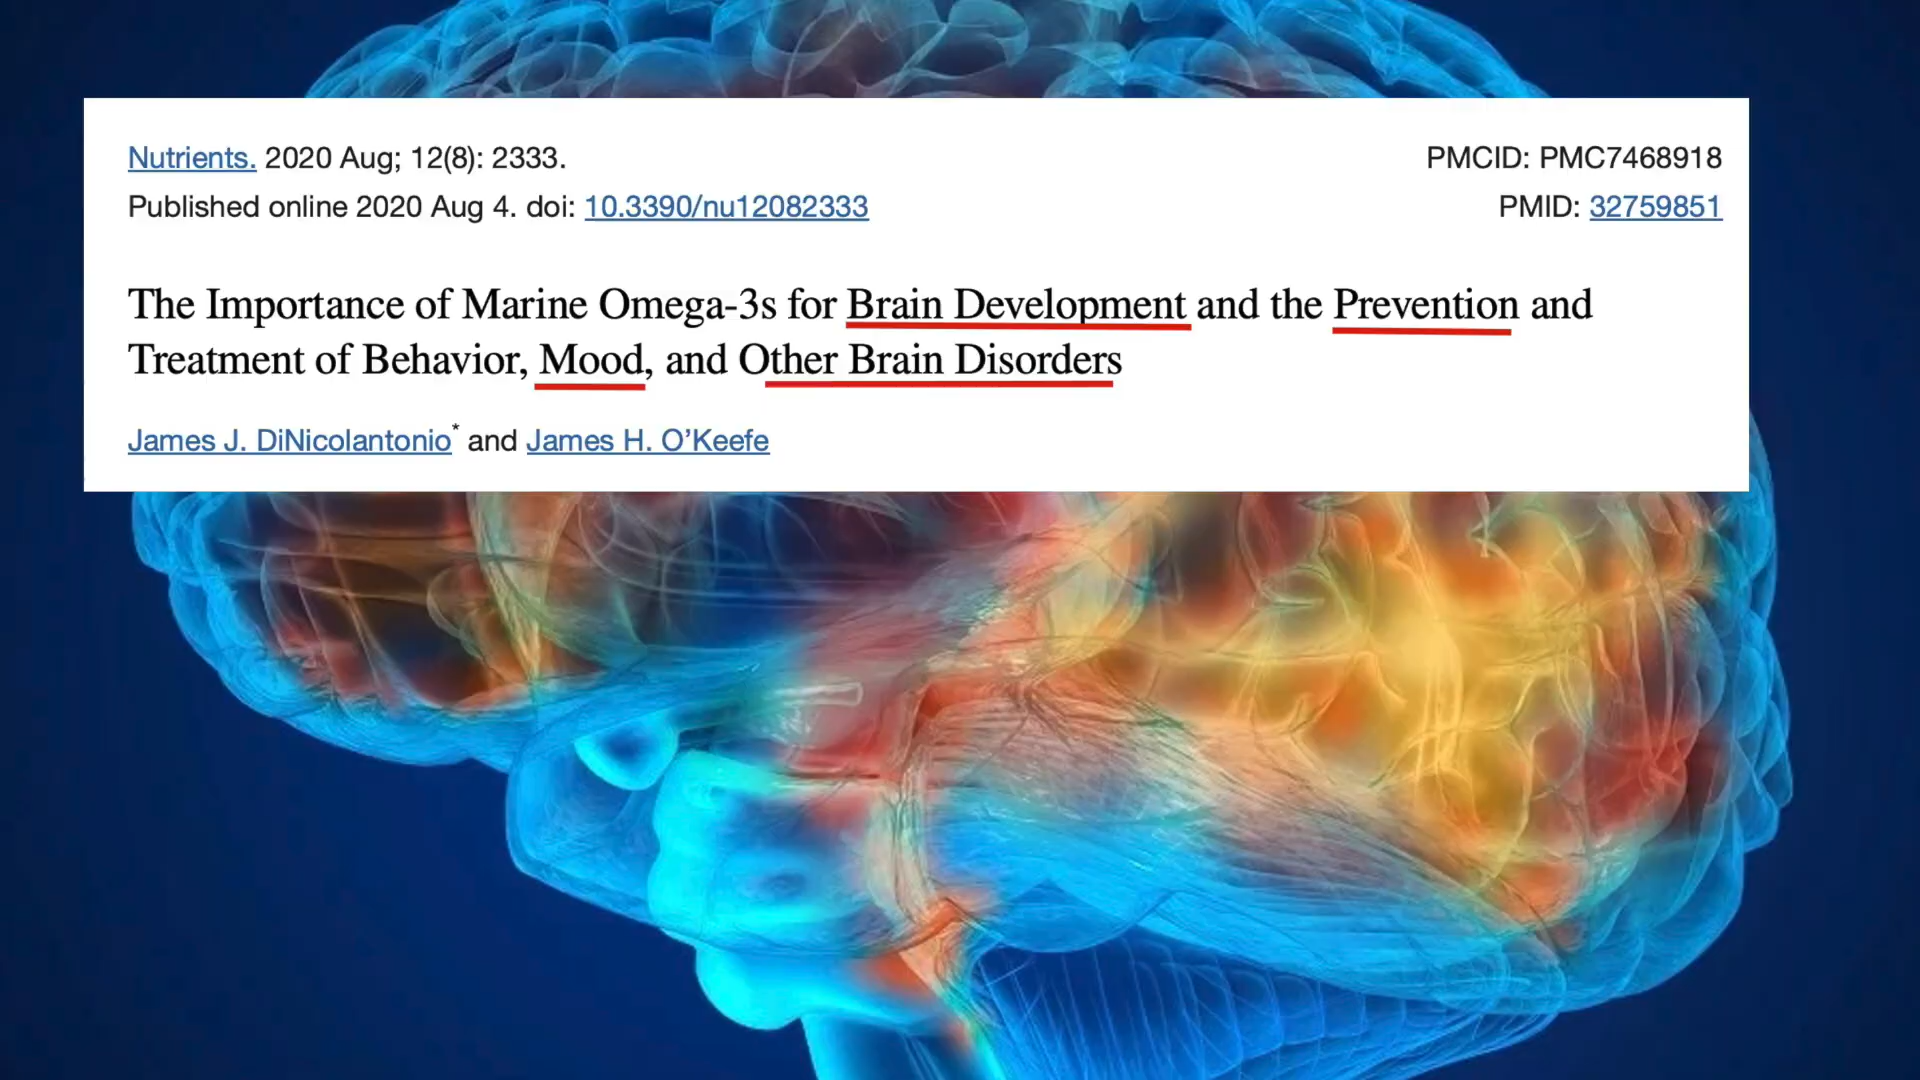 Nutrients. 2020 Aug; 12(8): 2333.
PMCID: PMC7468918
Published online 2020 Aug 4. doi: 10.3390/nu12082333
PMID: 32759851
The Importance of Marine Omega-3s for Brain Development and the Prevention and
Treatment of Behavior, Mood, and Other Brain Disorders
James J. DiNicolantonio* and James H. O’Keefe